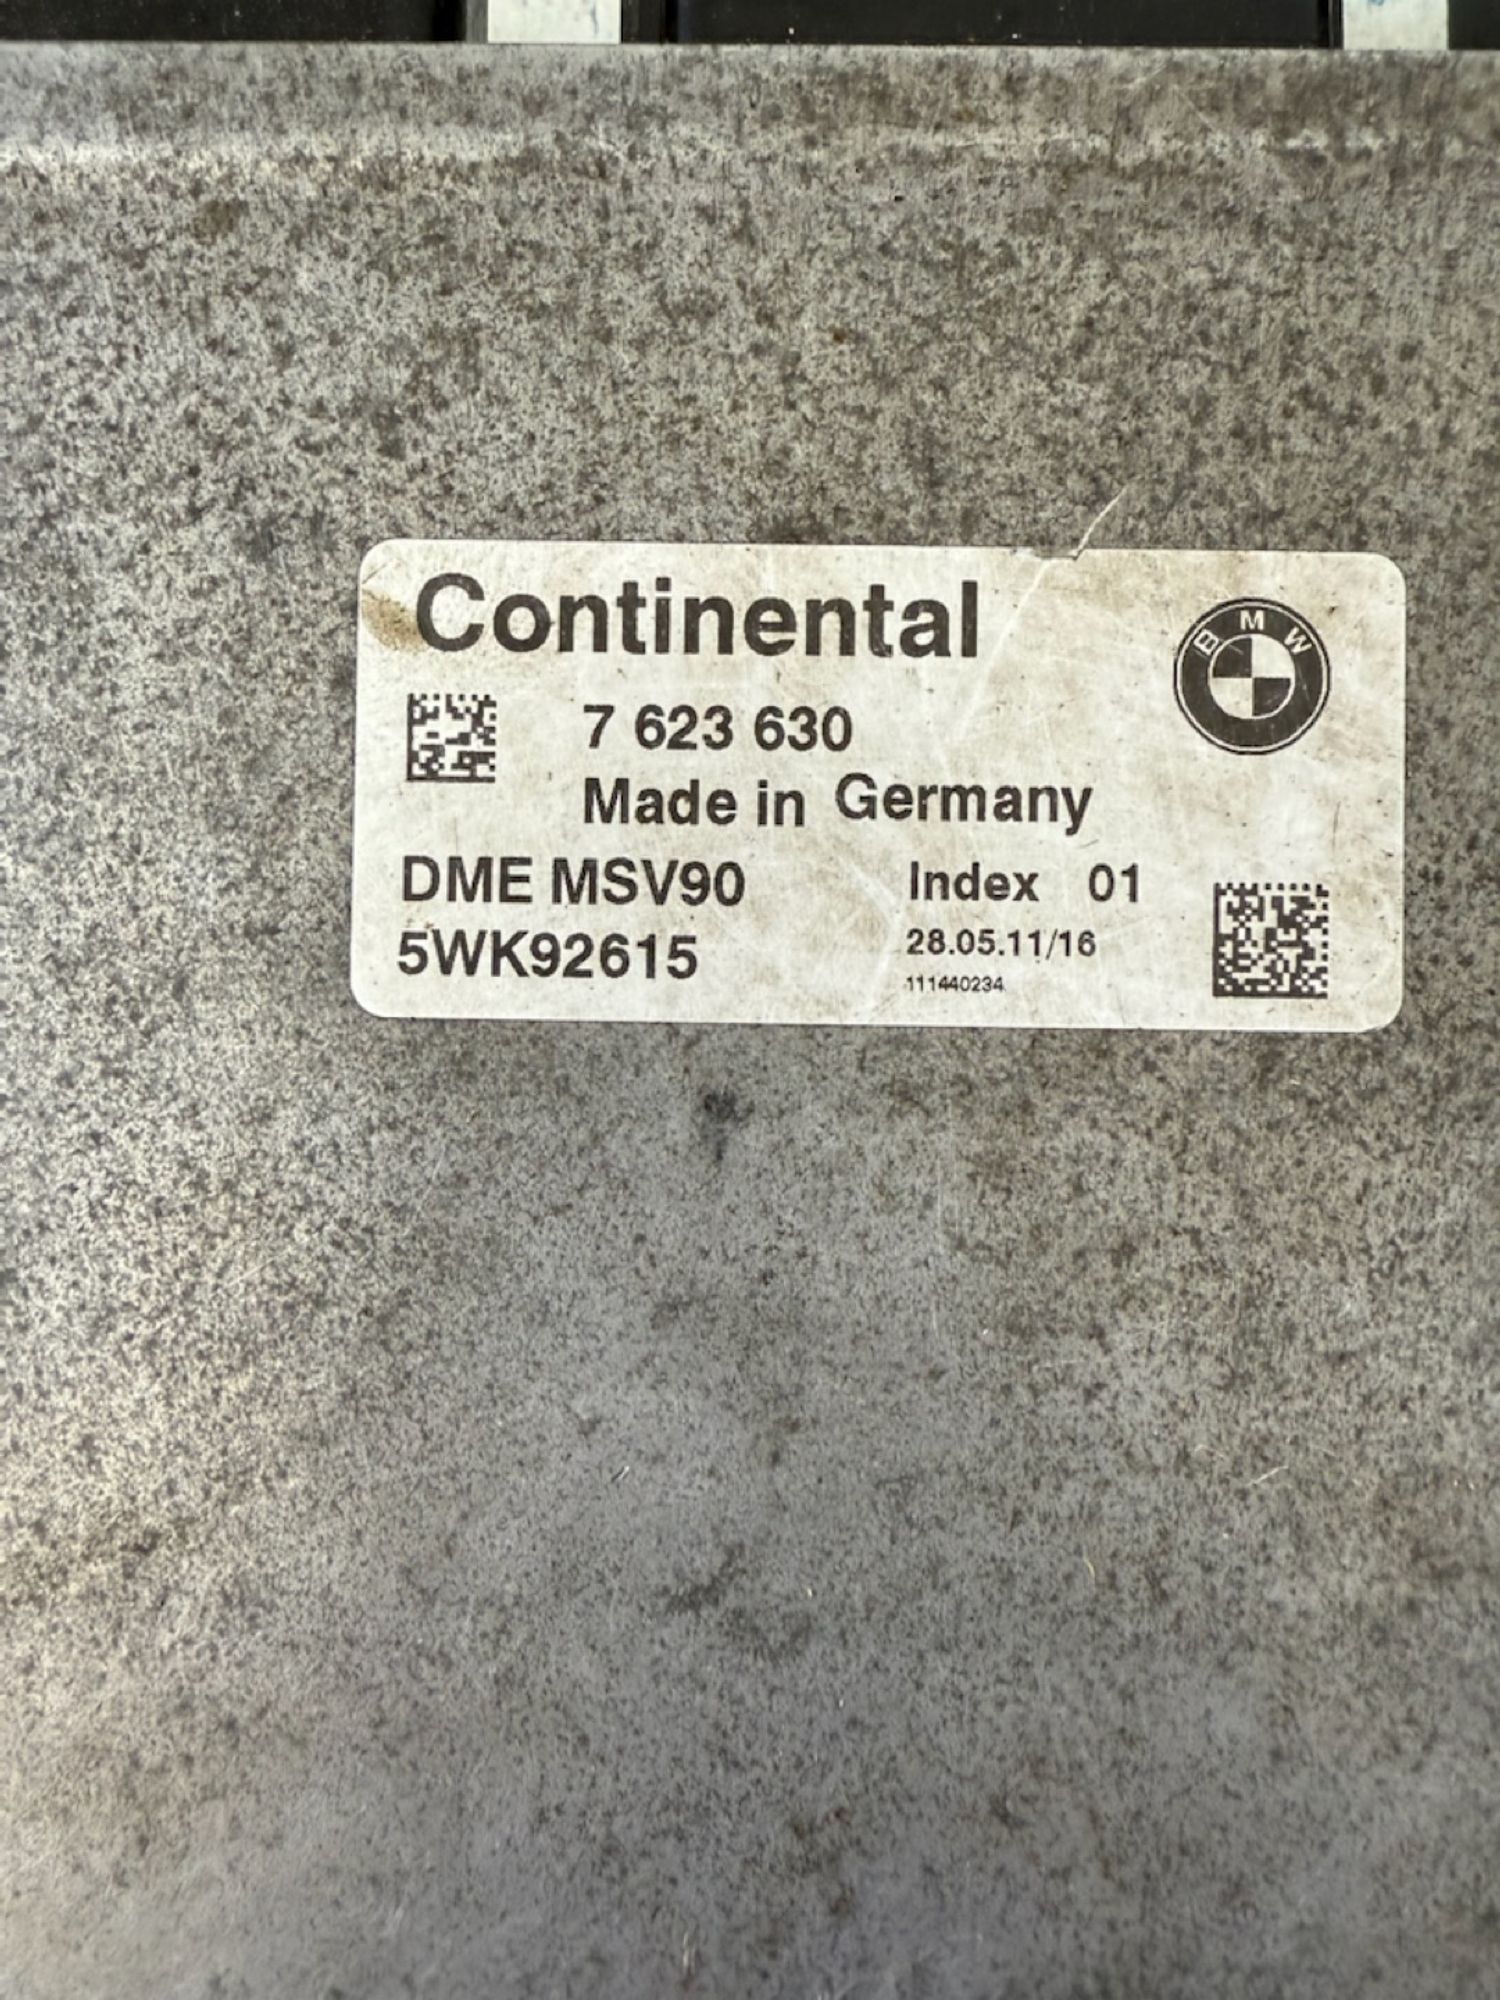 Continental
BMW
7 623 630
Made in Germany
DME MSV90 Index 01
5WK92615 28.05.11/16
111440234